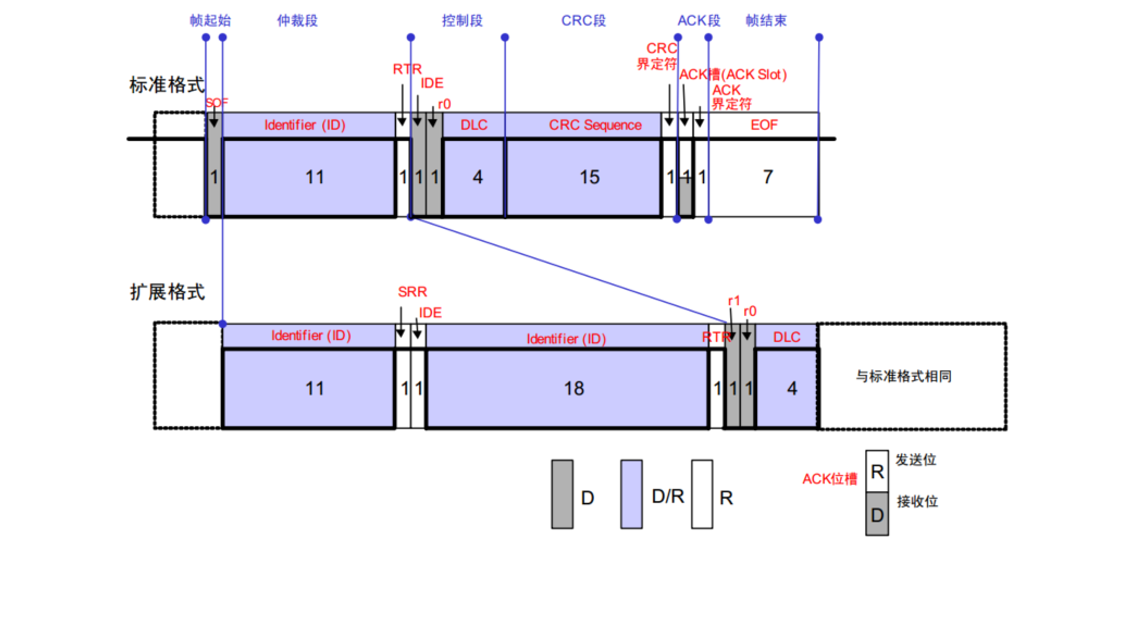 帧起始 仲裁段 控制段 CRC段 ACK段 帧结束
CRC
界定符
标准格式
RTR
IDE
ACK槽(ACK Slot)
ACK
界定符
SOF
r0
Identifier (ID) DLC CRC Sequence EOF
1 11 1 1 1 4 15 1 1 1 7
扩展格式
SRR
IDE
r1
r0
Identifier (ID) Identifier (ID) RTR DLC
11 1 1 18 1 1 1 4 与标准格式相同
D D/R R
ACK位槽
R 发送位
D 接收位